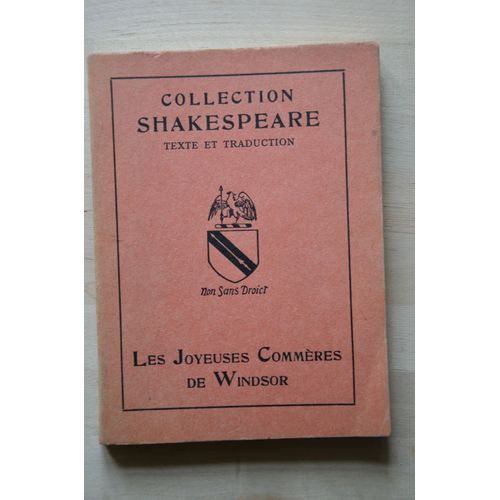 COLLECTION
SHAKESPEARE
TEXTE ET TRADUCTION
Non Sans Droict
LES JOYEUSES COMMÈRES
DE WINDSOR